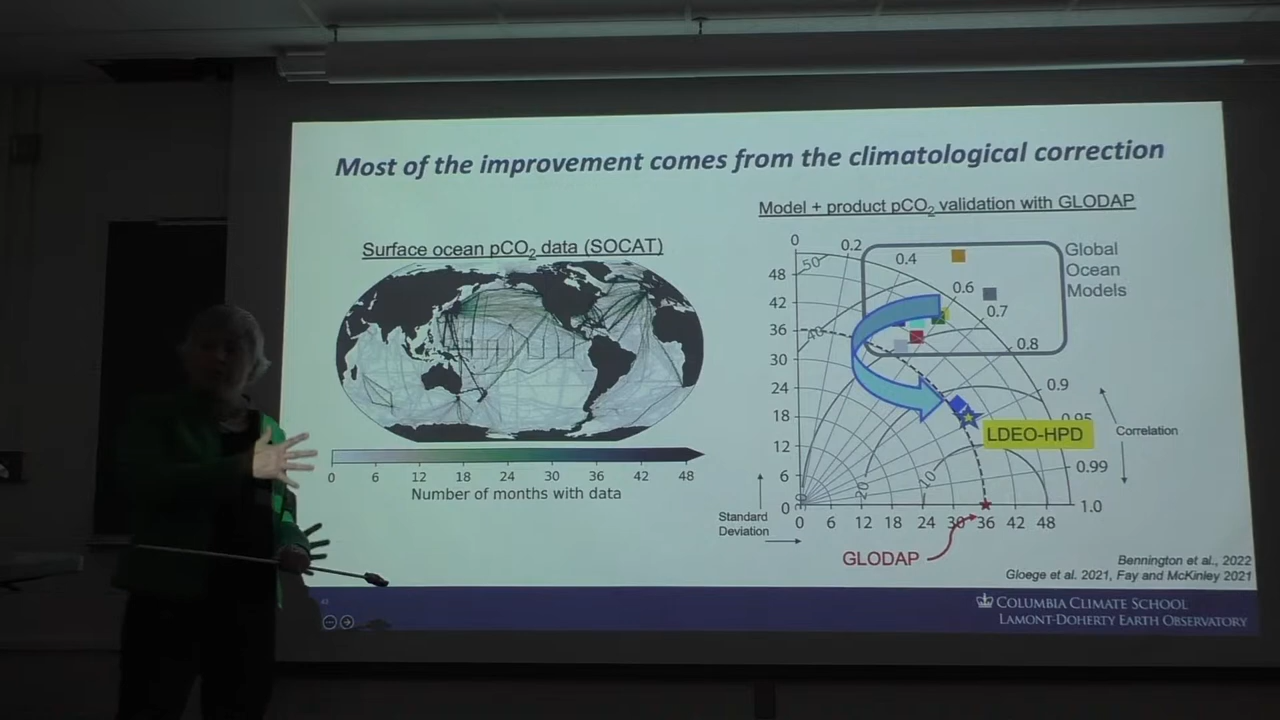 Most of the improvement comes from the climatological correction
Surface ocean pCO₂ data (SOCAT)
0 6 12 18 24 30 36 42 48
Number of months with data
Model + product pCO₂ validation with GLODAP
Global
Ocean
Models
0 0.2 0.4 0.6 0.7 0.8 0.9 0.95 0.99 1.0
50
40
20
10
48
42
36
30
24
18
12
6
0
0 6 12 18 24 30 36 42 48
LDEO-HPD
Correlation
Standard
Deviation
GLODAP
Bennington et al., 2022
Gloege et al. 2021, Fay and McKinley 2021
43
COLUMBIA CLIMATE SCHOOL
LAMONT-DOHERTY EARTH OBSERVATORY